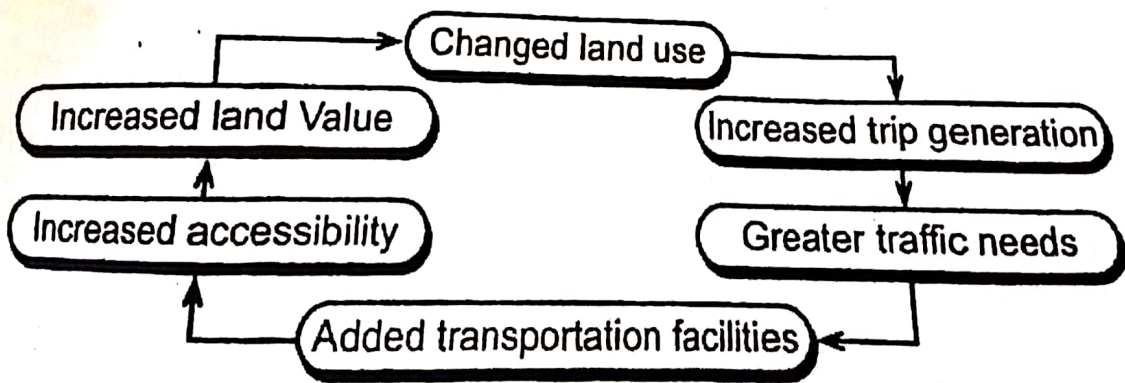 Changed land use
Increased land Value
Increased trip generation
Increased accessibility
Greater traffic needs
Added transportation facilities